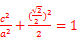 c²/a² + (√2/2)²/2 = 1